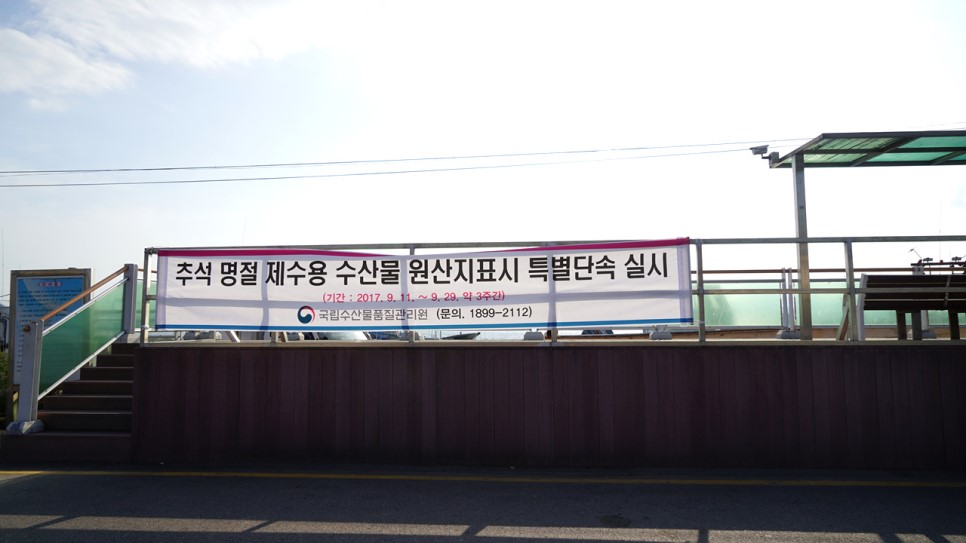 추석 명절 제수용 수산물 원산지표시 특별단속 실시
(기간 : 2017. 9. 11. ~ 9. 29. 약 3주간)
국립수산물품질관리원 (문의. 1899-2112)